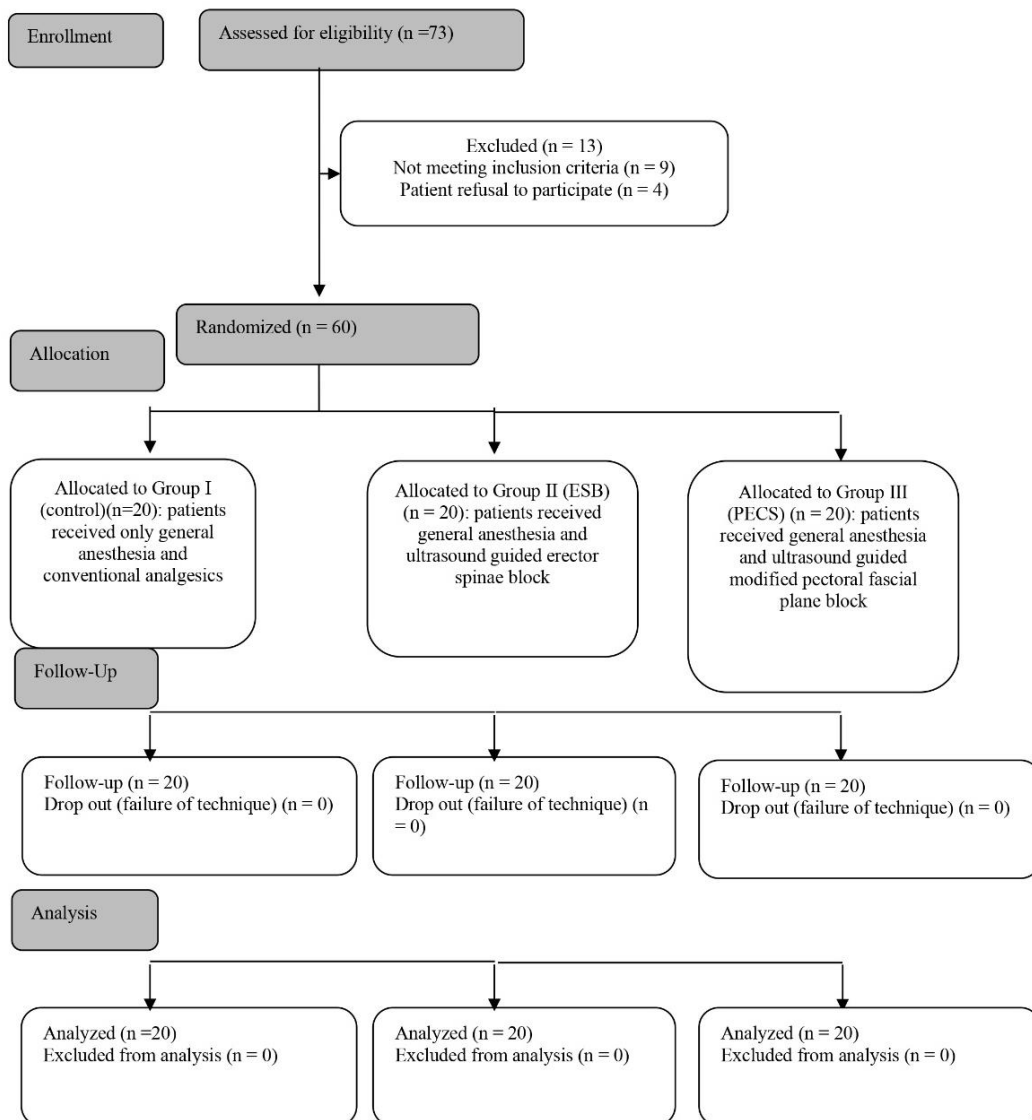 Enrollment
Assessed for eligibility (n =73)
Excluded (n = 13)
Not meeting inclusion criteria (n = 9)
Patient refusal to participate (n = 4)
Randomized (n = 60)
Allocation
Allocated to Group I
(control)(n=20): patients
received only general
anesthesia and
conventional analgesics
Allocated to Group II (ESB)
(n = 20): patients received
general anesthesia and
ultrasound guided erector
spinae block
Allocated to Group III
(PECS) (n = 20): patients
received general anesthesia
and ultrasound guided
modified pectoral fascial
plane block
Follow-Up
Follow-up (n = 20)
Drop out (failure of technique) (n = 0)
Follow-up (n = 20)
Drop out (failure of technique) (n
= 0)
Follow-up (n = 20)
Drop out (failure of technique) (n = 0)
Analysis
Analyzed (n =20)
Excluded from analysis (n = 0)
Analyzed (n = 20)
Excluded from analysis (n = 0)
Analyzed (n = 20)
Excluded from analysis (n = 0)